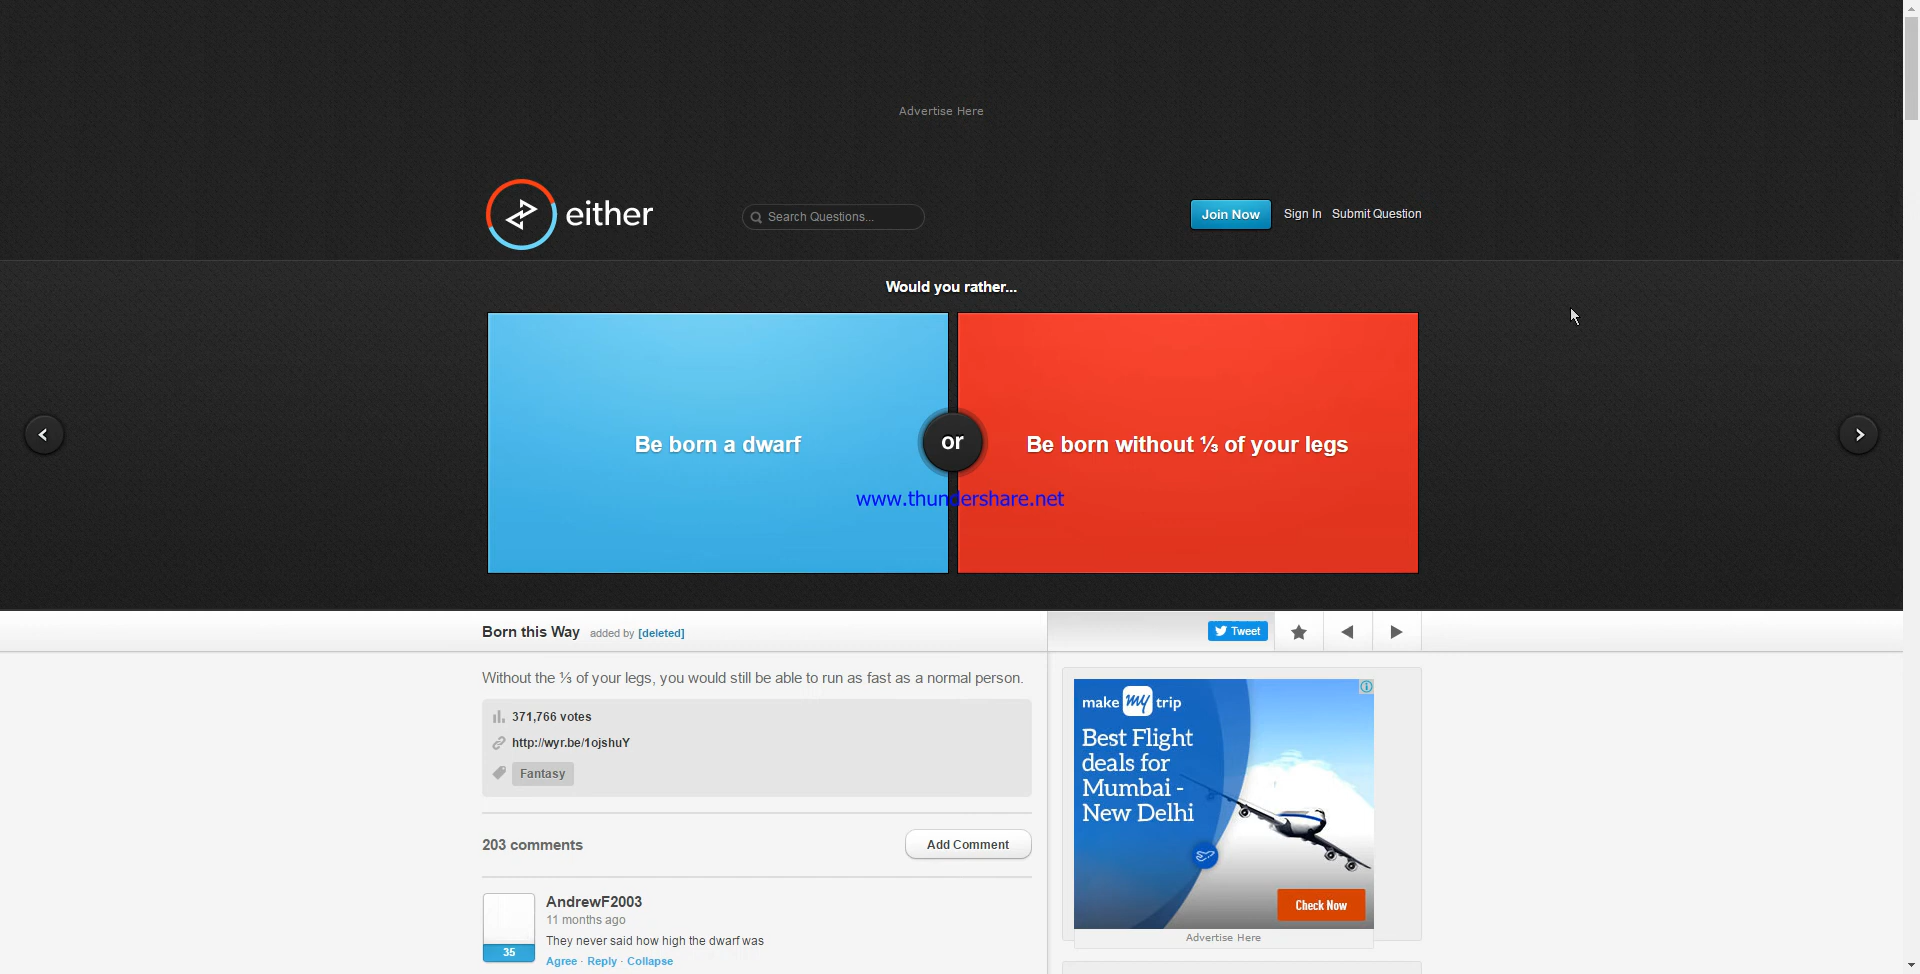 Advertise Here
either
Search Questions...
Join Now Sign In Submit Question
Would you rather...
Be born a dwarf
or
Be born without ⅓ of your legs
www.thundershare.net
Born this Way added by [deleted]
Tweet
Without the ⅓ of your legs, you would still be able to run as fast as a normal person.
371,766 votes
http://wyr.be/1ojshuY
Fantasy
203 comments
Add Comment
AndrewF2003
11 months ago
They never said how high the dwarf was
35
Agree · Reply · Collapse
make my trip
Best Flight
deals for
Mumbai -
New Delhi
Check Now
Advertise Here